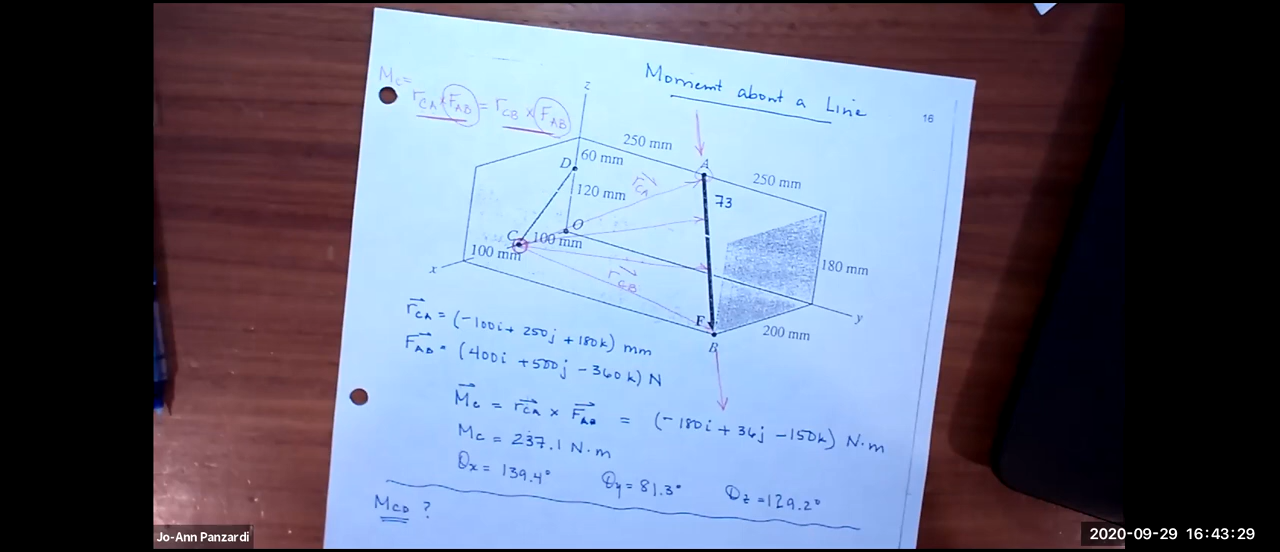 Moment about a Line
16
Mc=
rCA x FAB = rCB x FAB
z
250 mm
A
60 mm
D
250 mm
rCA
120 mm
73
O
C
100 mm
100 mm
180 mm
x
rCB
F
y
200 mm
B
rCA = (-100i + 250j + 180k) mm
FAB = (400i + 500j - 360k) N
Mc = rCA x FAB = (-180i + 36j - 150k) N·m
Mc = 237.1 N·m
θx = 139.4° θy = 81.3° θz = 129.2°
MCD ?
Jo-Ann Panzardi
2020-09-29 16:43:29